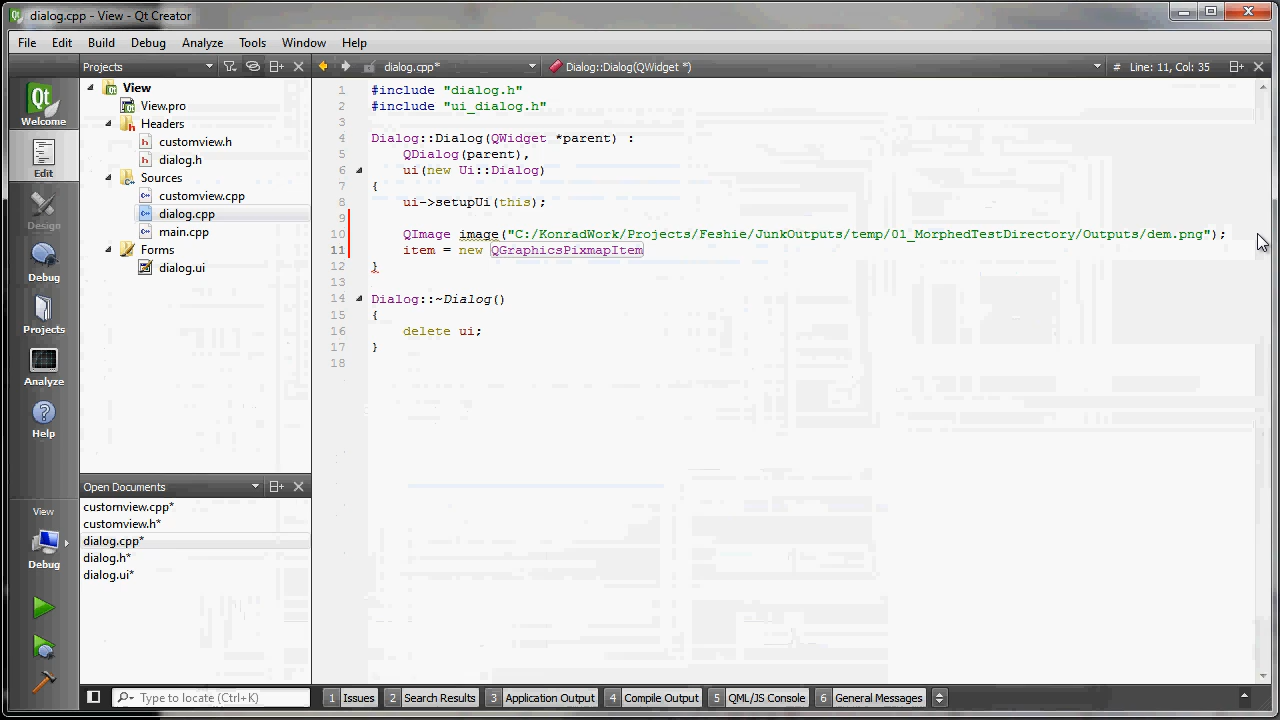 dialog.cpp - View - Qt Creator
File Edit Build Debug Analyze Tools Window Help
Projects
dialog.cpp*
Dialog::Dialog(QWidget *)
# Line: 11, Col: 35
Qt
Welcome
Edit
Design
Debug
Projects
Analyze
Help
View
Debug
View
View.pro
Headers
customview.h
dialog.h
Sources
customview.cpp
dialog.cpp
main.cpp
Forms
dialog.ui
Open Documents
customview.cpp*
customview.h*
dialog.cpp*
dialog.h*
dialog.ui*
1 #include "dialog.h"
2 #include "ui_dialog.h"
3
4 Dialog::Dialog(QWidget *parent) :
5 QDialog(parent),
6 ui(new Ui::Dialog)
7 {
8 ui->setupUi(this);
9
10 QImage image("C:/KonradWork/Projects/Feshie/JunkOutputs/temp/01_MorphedTestDirectory/Outputs/dem.png");
11 item = new QGraphicsPixmapItem
12 }
13
14 Dialog::~Dialog()
15 {
16 delete ui;
17 }
18
Type to locate (Ctrl+K)
1 Issues
2 Search Results
3 Application Output
4 Compile Output
5 QML/JS Console
6 General Messages